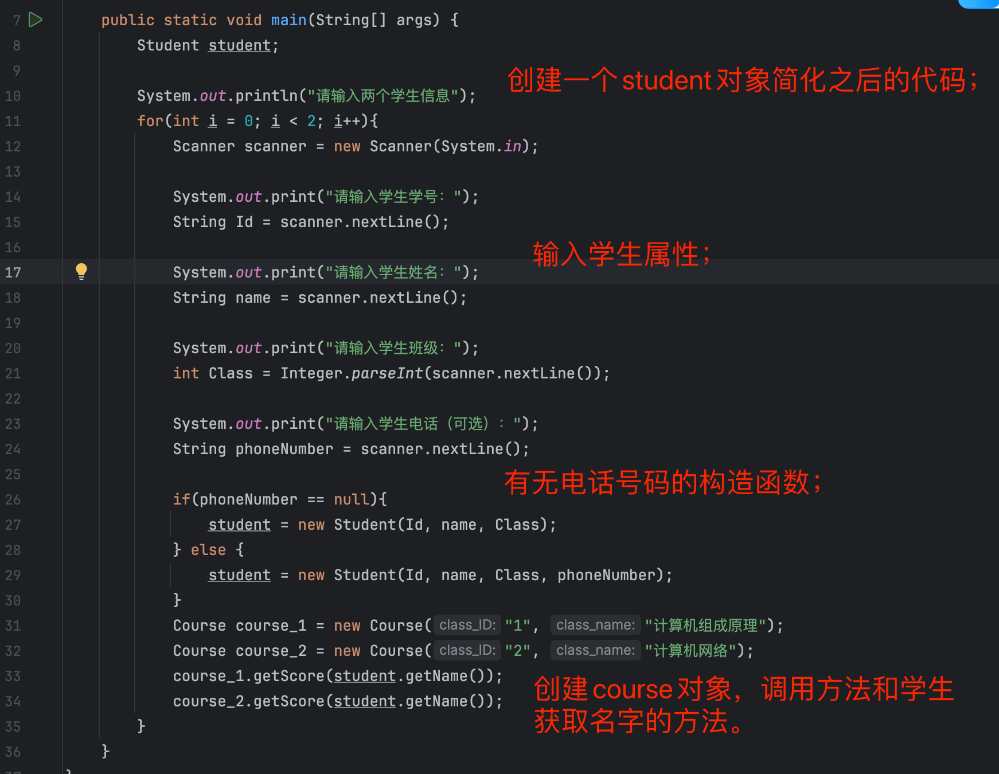 7 public static void main(String[] args) {
8 Student student;
9
创建一个student对象简化之后的代码；
10 System.out.println("请输入两个学生信息");
11 for(int i = 0; i < 2; i++){
12 Scanner scanner = new Scanner(System.in);
13
14 System.out.print("请输入学生学号：");
15 String Id = scanner.nextLine();
16
输入学生属性；
17 System.out.print("请输入学生姓名：");
18 String name = scanner.nextLine();
19
20 System.out.print("请输入学生班级：");
21 int Class = Integer.parseInt(scanner.nextLine());
22
23 System.out.print("请输入学生电话（可选）：");
24 String phoneNumber = scanner.nextLine();
25
有无电话号码的构造函数；
26 if(phoneNumber == null){
27 student = new Student(Id, name, Class);
28 } else {
29 student = new Student(Id, name, Class, phoneNumber);
30 }
31 Course course_1 = new Course( class_ID: "1", class_name: "计算机组成原理");
32 Course course_2 = new Course( class_ID: "2", class_name: "计算机网络");
33 course_1.getScore(student.getName());
34 course_2.getScore(student.getName());
创建course对象，调用方法和学生
获取名字的方法。
35 }
36 }